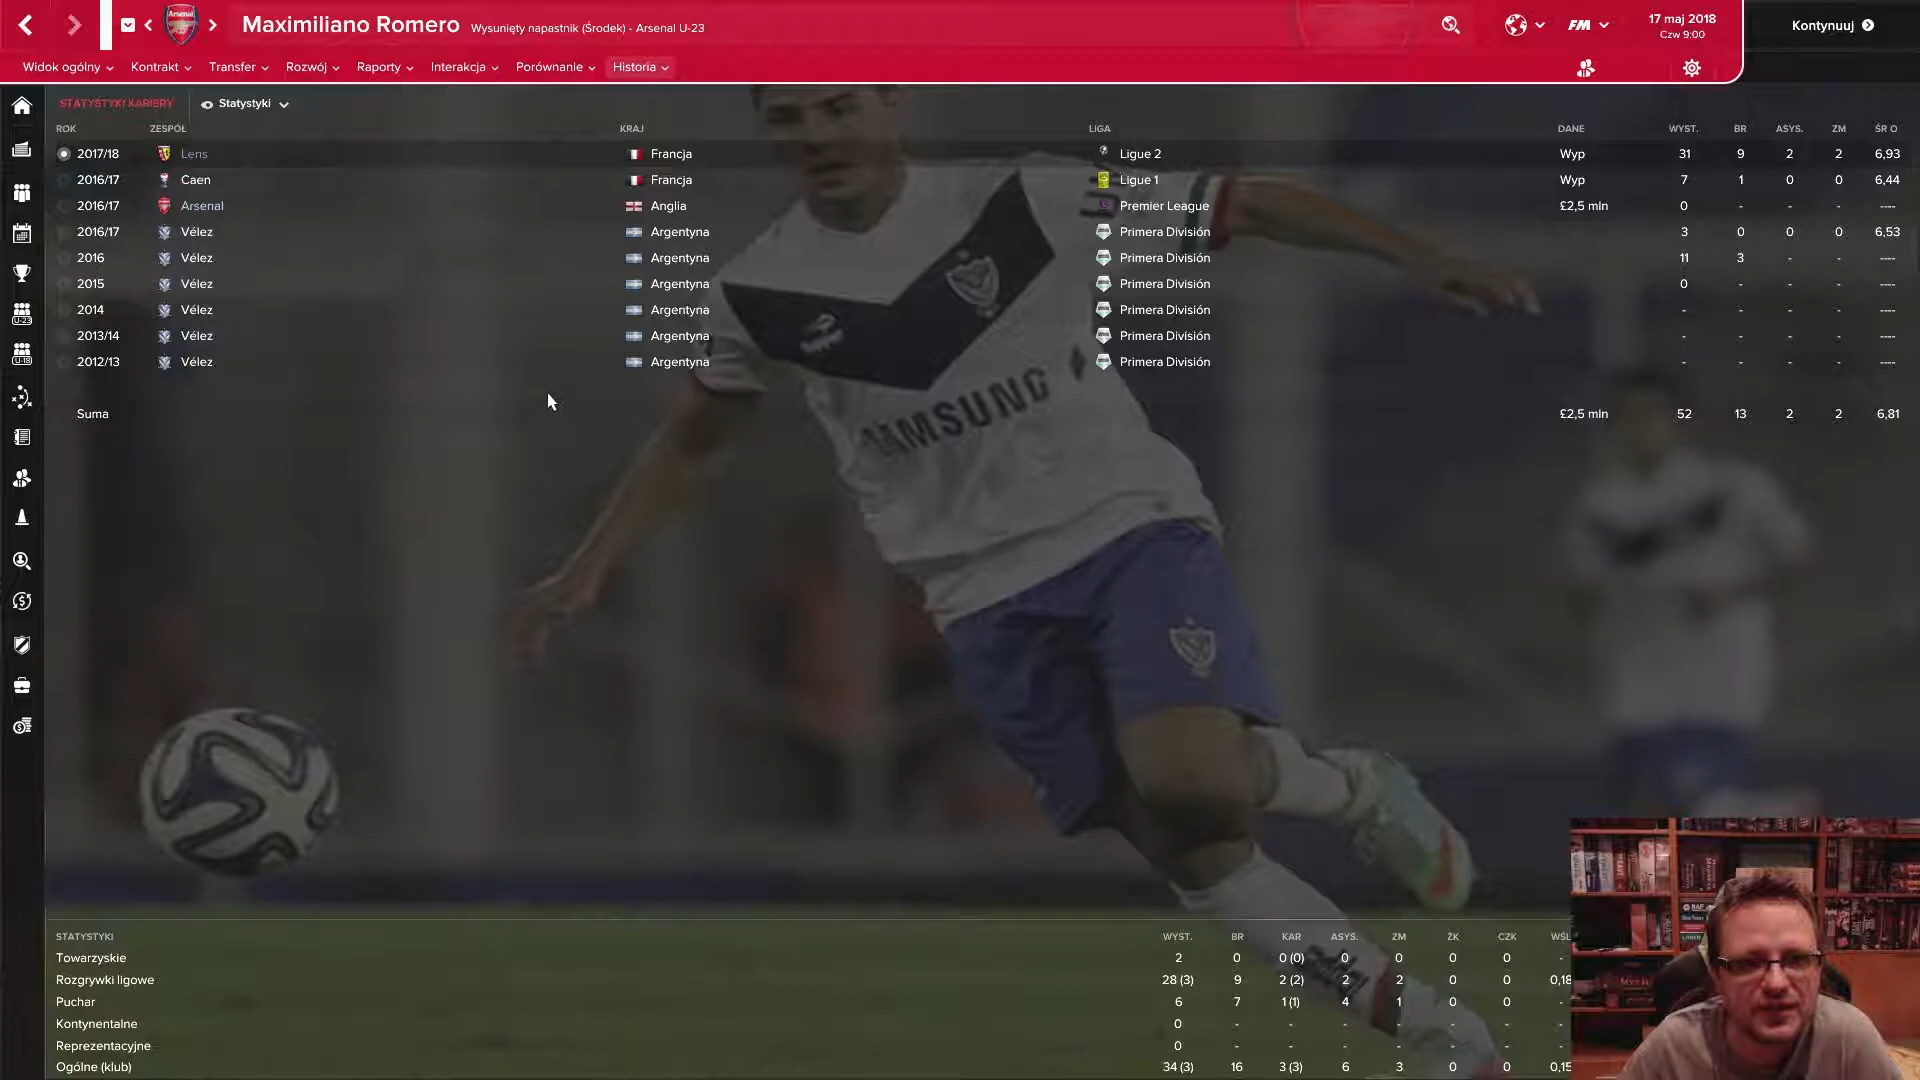 Maximiliano Romero Wysunięty napastnik (Środek) - Arsenal U-23
FM
17 maj 2018
Czw 9:00
Kontynuuj
Widok ogólny Kontrakt Transfer Rozwój Raporty Interakcja Porównanie Historia
STATYSTYKI KARIERY Statystyki
ROK ZESPÓŁ KRAJ LIGA DANE WYST. BR ASYS. ZM ŚR O
2017/18 Lens Francja Ligue 2 Wyp 31 9 2 2 6,93
2016/17 Caen Francja Ligue 1 Wyp 7 1 0 0 6,44
2016/17 Arsenal Anglia Premier League £2,5 mln 0 - - - ----
2016/17 Vélez Argentyna Primera División 3 0 0 0 6,53
2016 Vélez Argentyna Primera División 11 3 - - ----
2015 Vélez Argentyna Primera División 0 - - - ----
2014 Vélez Argentyna Primera División - - - - ----
2013/14 Vélez Argentyna Primera División - - - - ----
2012/13 Vélez Argentyna Primera División - - - - ----
Suma £2,5 mln 52 13 2 2 6,81
U-23
U-18
SAMSUNG
STATYSTYKI WYST. BR KAR ASYS. ZM ŻK CZK
Towarzyskie 2 0 0 (0) 0 0 0 0 -
Rozgrywki ligowe 28 (3) 9 2 (2) 2 2 0 0 0,18
Puchar 6 7 1 (1) 4 1 0 0 -
Kontynentalne 0 - - - - - - -
Reprezentacyjne 0 - - - - - - -
Ogólne (klub) 34 (3) 16 3 (3) 6 3 0 0 0,15